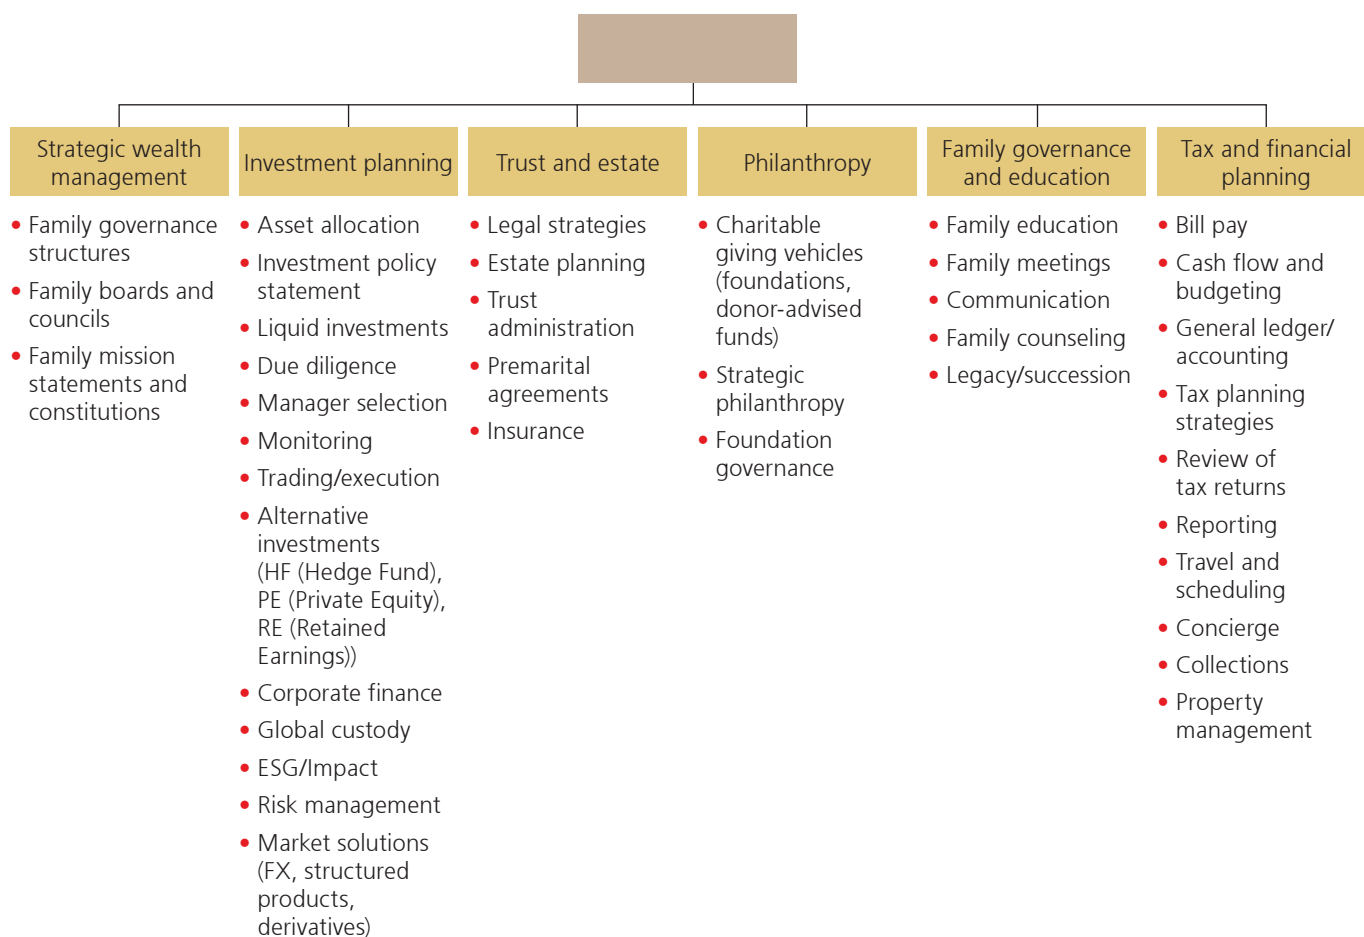 Strategic wealth
management
Investment planning
Trust and estate
Philanthropy
Family governance
and education
Tax and financial
planning
• Family governance
structures
• Family boards and
councils
• Family mission
statements and
constitutions
• Asset allocation
• Investment policy
statement
• Liquid investments
• Due diligence
• Manager selection
• Monitoring
• Trading/execution
• Alternative
investments
(HF (Hedge Fund),
PE (Private Equity),
RE (Retained
Earnings))
• Corporate finance
• Global custody
• ESG/Impact
• Risk management
• Market solutions
(FX, structured
products,
derivatives)
• Legal strategies
• Estate planning
• Trust
administration
• Premarital
agreements
• Insurance
• Charitable
giving vehicles
(foundations,
donor-advised
funds)
• Strategic
philanthropy
• Foundation
governance
• Family education
• Family meetings
• Communication
• Family counseling
• Legacy/succession
• Bill pay
• Cash flow and
budgeting
• General ledger/
accounting
• Tax planning
strategies
• Review of
tax returns
• Reporting
• Travel and
scheduling
• Concierge
• Collections
• Property
management